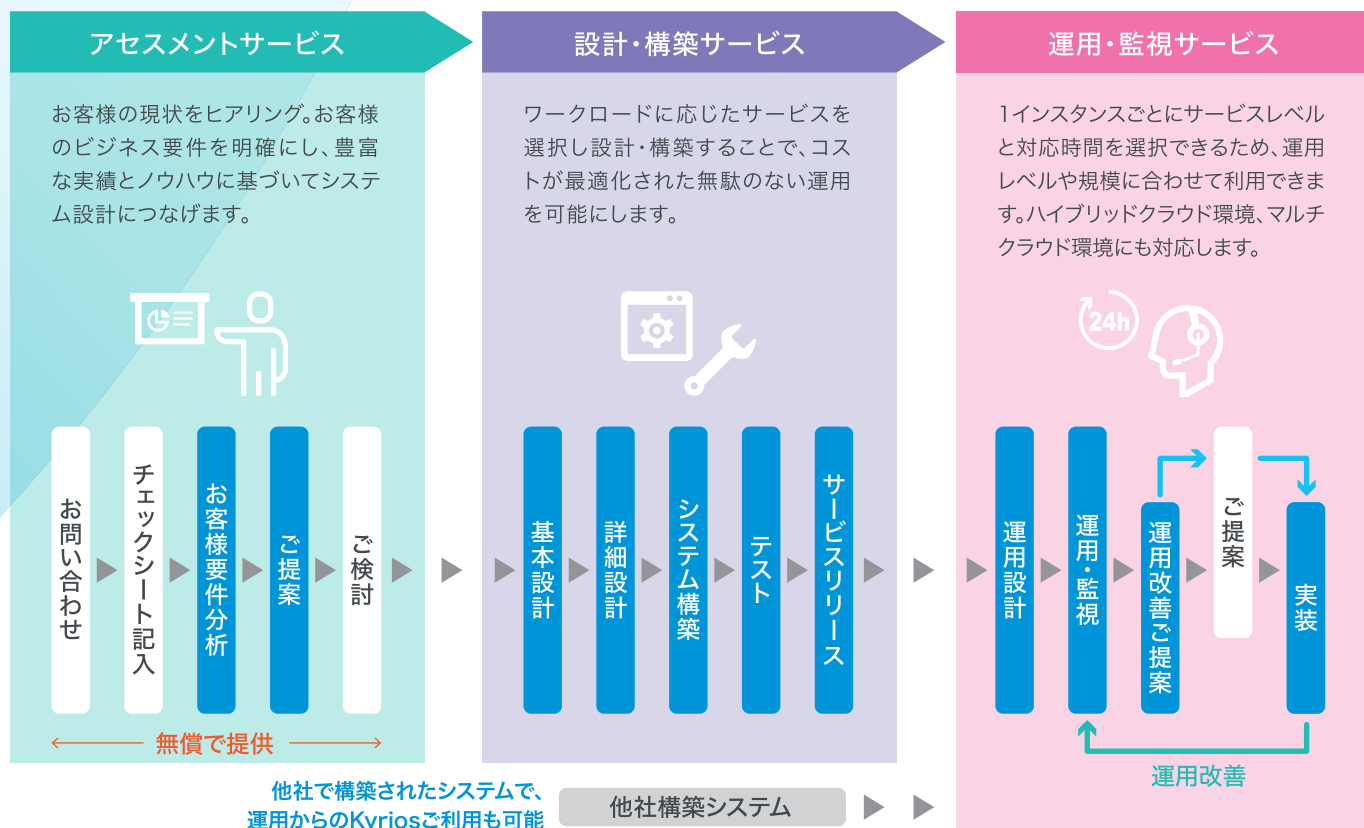 アセスメントサービス
お客様の現状をヒアリング。お客様
のビジネス要件を明確にし、豊富
な実績とノウハウに基づいてシステ
ム設計につなげます。
お問い合わせ
チェックシート記入
お客様要件分析
ご提案
ご検討
無償で提供
設計・構築サービス
ワークロードに応じたサービスを
選択し設計・構築することで、コス
トが最適化された無駄のない運用
を可能にします。
基本設計
詳細設計
システム構築
テスト
サービスリリース
運用・監視サービス
1インスタンスごとにサービスレベル
と対応時間を選択できるため、運用
レベルや規模に合わせて利用できま
す。ハイブリッドクラウド環境、マルチ
クラウド環境にも対応します。
24h
運用設計
運用・監視
運用改善ご提案
ご提案
実装
運用改善
他社で構築されたシステムで、
運用からのKyriosご利用も可能
他社構築システム